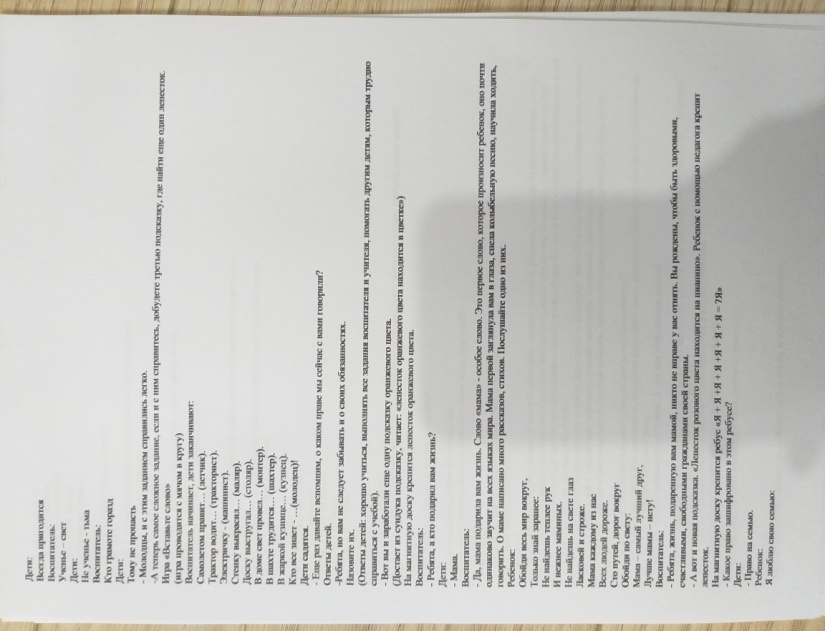 Дети:
Всегда пригодится
Воспитатель:
Ученье - свет
Дети:
Не ученье - тьма
Воспитатель:
Кто грамоте горазд
Дети:
Тому не пропасть
- Молодцы, и с этим заданием справились легко.
-А теперь самое сложное задание, если и с ним справитесь, добудете третью подсказку, где найти еще один лепесток.
Игра «Вставьте слово»
(игра проводится с мячом в кругу)
Воспитатель начинает, дети заканчивают:
Самолетом правит… (летчик).
Трактор водит… (тракторист).
Электричку – (машинист).
Стенку выкрасил… (маляр).
Доску выстругал… (столяр).
В доме свет провел… (монтер).
В шахте трудится… (шахтер).
В жаркой кузнице… (кузнец).
Кто все знает - …(молодец)!
Дети садятся
- Еще раз давайте вспомним, о каком праве мы сейчас с вами говорили?
Ответы детей.
-Ребята, но вам не следует забывать и о своих обязанностях.
Назовите их.
(Ответы детей: хорошо учиться, выполнять все задания воспитателя и учителя, помогать другим детям, которым трудно
справиться с учебой).
- Вот вы и заработали еще одну подсказку оранжевого цвета.
(Достает из сундука подсказку, читает: «лепесток оранжевого цвета находится в цветке»)
На магнитную доску крепится лепесток оранжевого цвета.
Воспитатель:
- Ребята, а кто подарил вам жизнь?
Дети:
- Мама.
Воспитатель:
- Да, мама подарила вам жизнь. Слово «мама» - особое слово. Это первое слово, которое произносит ребенок, оно почти
одинаково звучит на всех языках мира. Мама первой заглянула вам в глаза, спела колыбельную песню, научила ходить,
говорить. О маме написано много рассказов, стихов. Послушайте одно из них.
Ребенок:
Обойди весь мир вокруг,
Только знай заранее:
Не найдешь теплее рук
И нежнее маминых.
Не найдешь на свете глаз
Ласковей и строже.
Мама каждому из нас
Всех людей дороже.
Сто путей, дорог вокруг
Обойди по свету:
Мама - самый лучший друг,
Лучше мамы – нету!
Воспитатель:
- Ребята, жизнь, подаренную вам мамой, никто не вправе у вас отнять. Вы рождены, чтобы быть здоровыми,
счастливыми, свободными гражданами своей страны.
- А вот и новая подсказка. «Лепесток розового цвета находится на пианино». Ребенок с помощью педагога крепит
лепесток.
На магнитную доску крепится ребус «Я + Я +Я + Я +Я + Я + Я = 7Я»
- Какое право зашифровано в этом ребусе?
Дети:
- Право на семью.
Ребенок:
Я люблю свою семью: